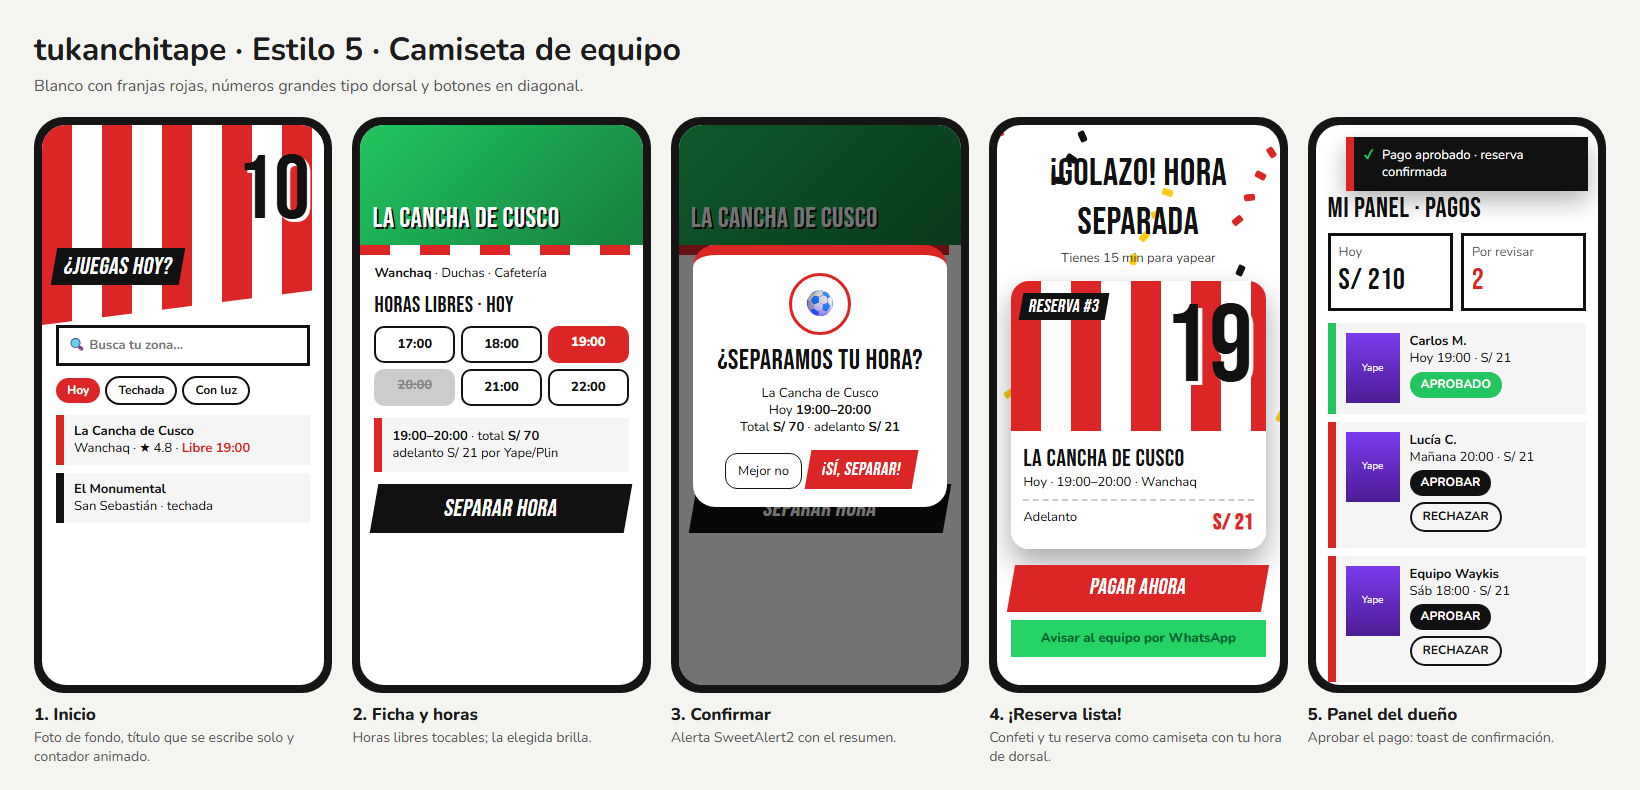 tukanchitape · Estilo 5 · Camiseta de equipo
Blanco con franjas rojas, números grandes tipo dorsal y botones en diagonal.
10
¿JUEGAS HOY?
Busca tu zona...
Hoy
Techada
Con luz
La Cancha de Cusco
Wanchaq · ★ 4.8 · Libre 19:00
El Monumental
San Sebastián · techada
1. Inicio
Foto de fondo, título que se escribe solo y
contador animado.
LA CANCHA DE CUSCO
Wanchaq · Duchas · Cafetería
HORAS LIBRES · HOY
17:00
18:00
19:00
20:00
21:00
22:00
19:00–20:00 · total S/ 70
adelanto S/ 21 por Yape/Plin
SEPARAR HORA
2. Ficha y horas
Horas libres tocables; la elegida brilla.
LA CANCHA DE CUSCO
¿SEPARAMOS TU HORA?
La Cancha de Cusco
Hoy 19:00–20:00
Total S/ 70 · adelanto S/ 21
Mejor no
¡SÍ, SEPARAR!
SEPARAR HORA
3. Confirmar
Alerta SweetAlert2 con el resumen.
¡GOLAZO! HORA
SEPARADA
Tienes 15 min para yapear
RESERVA #3
19
LA CANCHA DE CUSCO
Hoy · 19:00–20:00 · Wanchaq
Adelanto
S/ 21
PAGAR AHORA
Avisar al equipo por WhatsApp
4. ¡Reserva lista!
Confeti y tu reserva como camiseta con tu hora
de dorsal.
✓ Pago aprobado · reserva
confirmada
MI PANEL · PAGOS
Hoy
S/ 210
Por revisar
2
Yape
Carlos M.
Hoy 19:00 · S/ 21
APROBADO
Yape
Lucía C.
Mañana 20:00 · S/ 21
APROBAR
RECHAZAR
Yape
Equipo Waykis
Sáb 18:00 · S/ 21
APROBAR
RECHAZAR
5. Panel del dueño
Aprobar el pago: toast de confirmación.